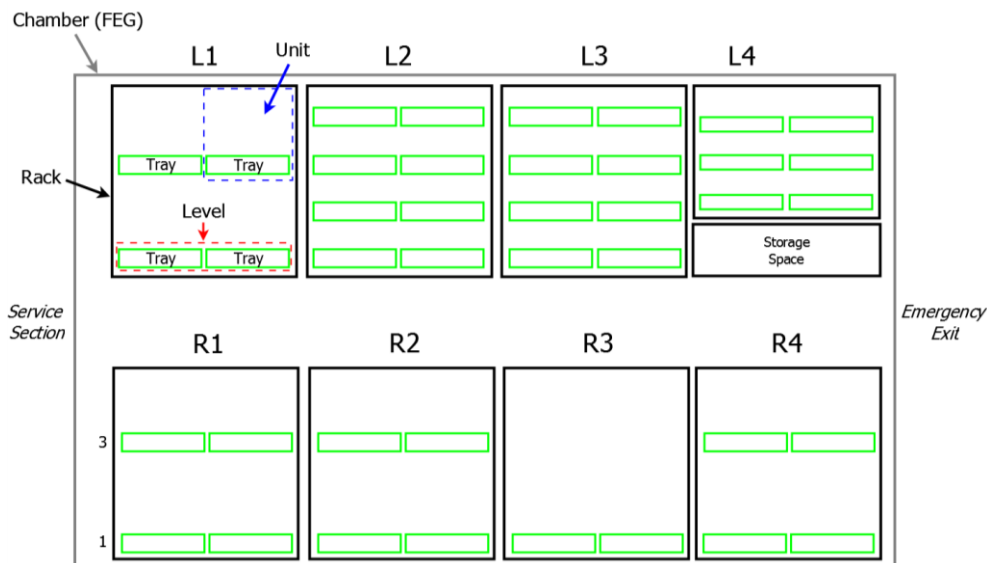 Chamber (FEG)
L1
Unit
L2
L3
L4
Tray
Tray
Rack
Level
Tray
Tray
Storage
Space
Service
Section
Emergency
Exit
R1
R2
R3
R4
3
1